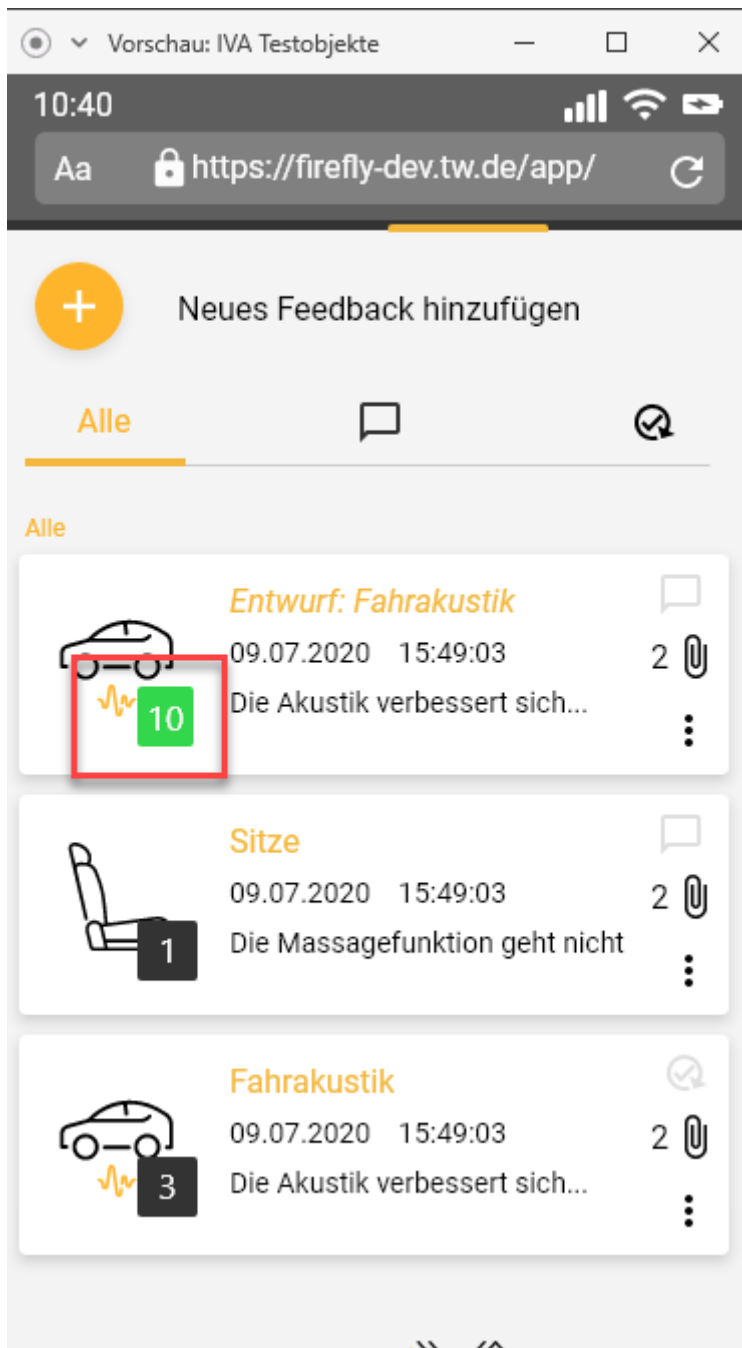 Vorschau: IVA Testobjekte
10:40
Aa https://firefly-dev.tw.de/app/
Neues Feedback hinzufügen
Alle
Alle
Entwurf: Fahrakustik
09.07.2020 15:49:03 2
10 Die Akustik verbessert sich...
Sitze
09.07.2020 15:49:03 2
1 Die Massagefunktion geht nicht
Fahrakustik
09.07.2020 15:49:03 2
3 Die Akustik verbessert sich...